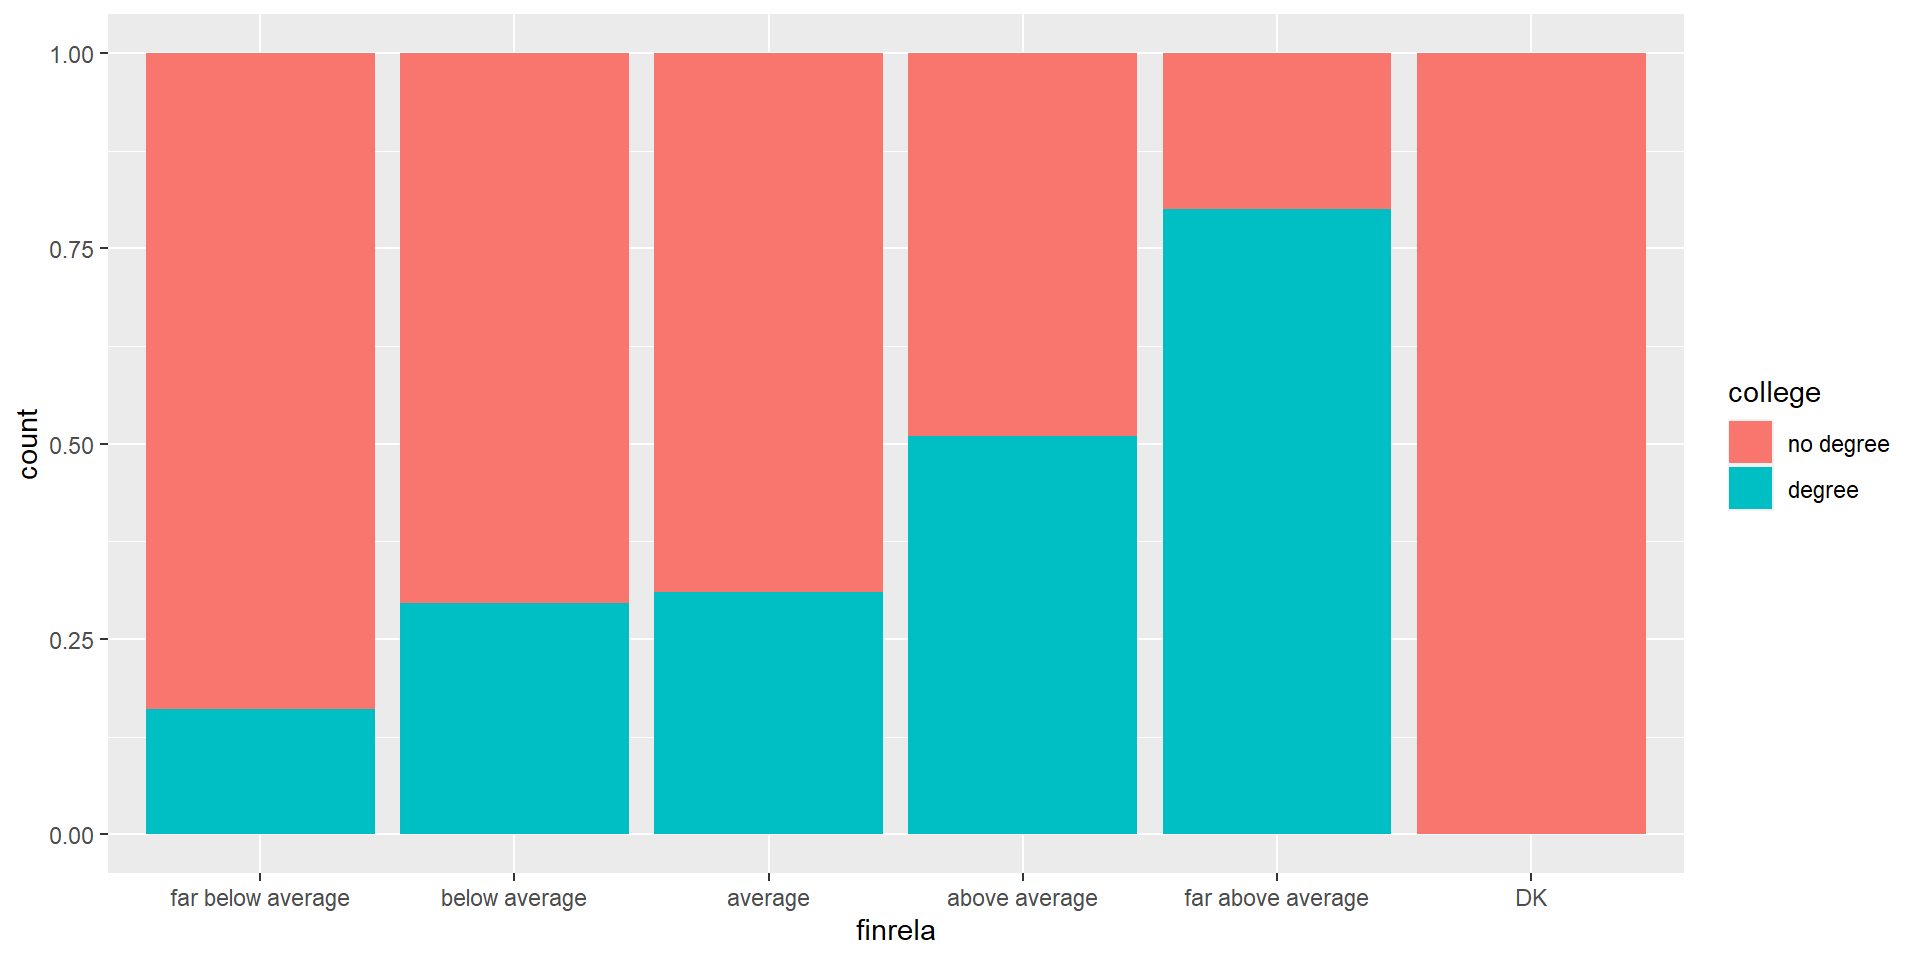 1.00
0.75
0.50
0.25
0.00
count
far below average
below average
average
above average
far above average
DK
finrela
college
no degree
degree